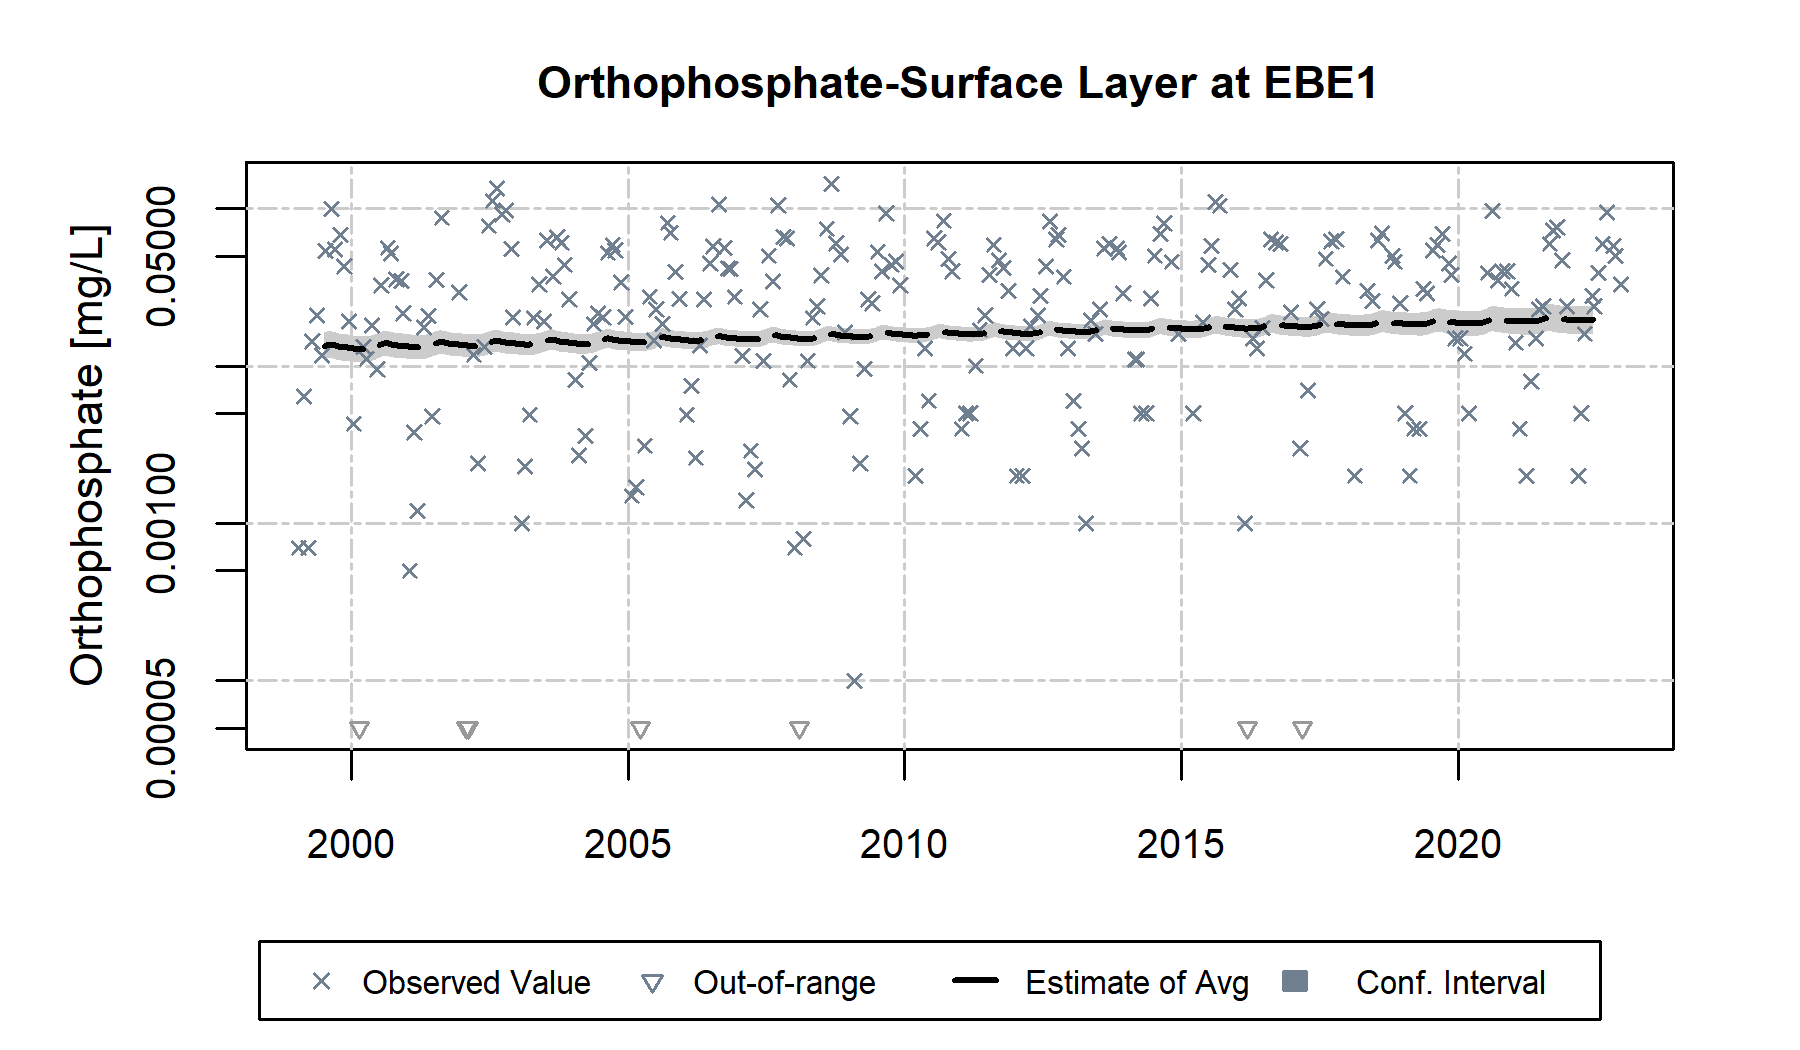 Orthophosphate-Surface Layer at EBE1
Orthophosphate [mg/L]
0.05000
0.00100
0.00005
2000 2005 2010 2015 2020
Observed Value Out-of-range Estimate of Avg Conf. Interval